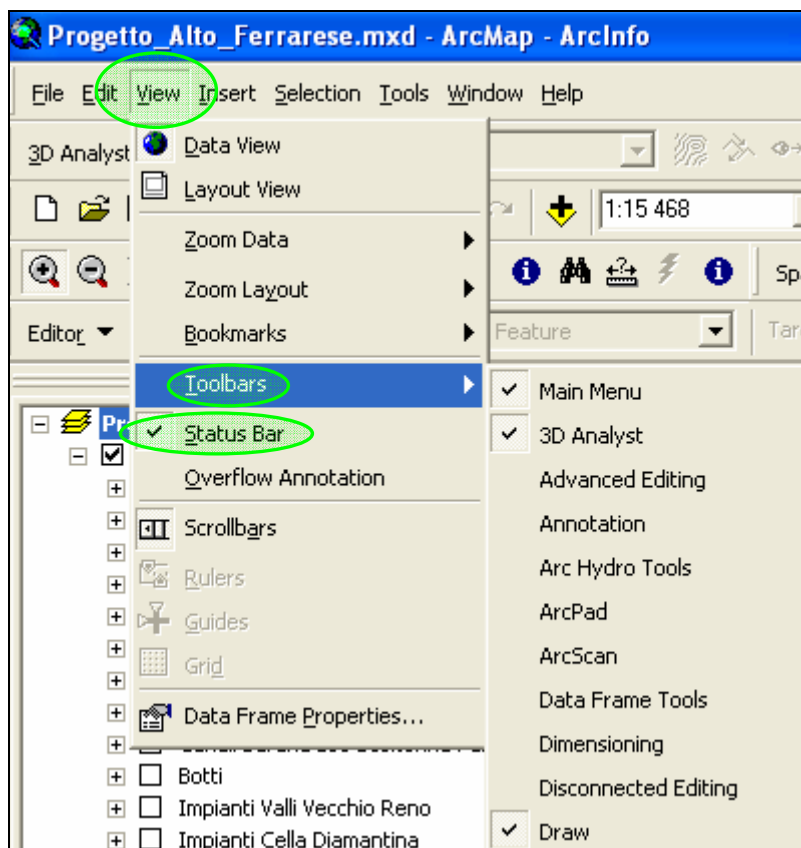 Progetto_Alto_Ferrarese.mxd - ArcMap - ArcInfo
File Edit View Insert Selection Tools Window Help
3D Analyst
Data View
Layout View
1:15 468
Zoom Data
Zoom Layout
Editor
Bookmarks
Feature
Toolbars
Status Bar
Overflow Annotation
Scrollbars
Rulers
Guides
Grid
Data Frame Properties...
Main Menu
3D Analyst
Advanced Editing
Annotation
Arc Hydro Tools
ArcPad
ArcScan
Data Frame Tools
Dimensioning
Disconnected Editing
Draw
Botti
Impianti Valli Vecchio Reno
Impianti Cella Diamantina